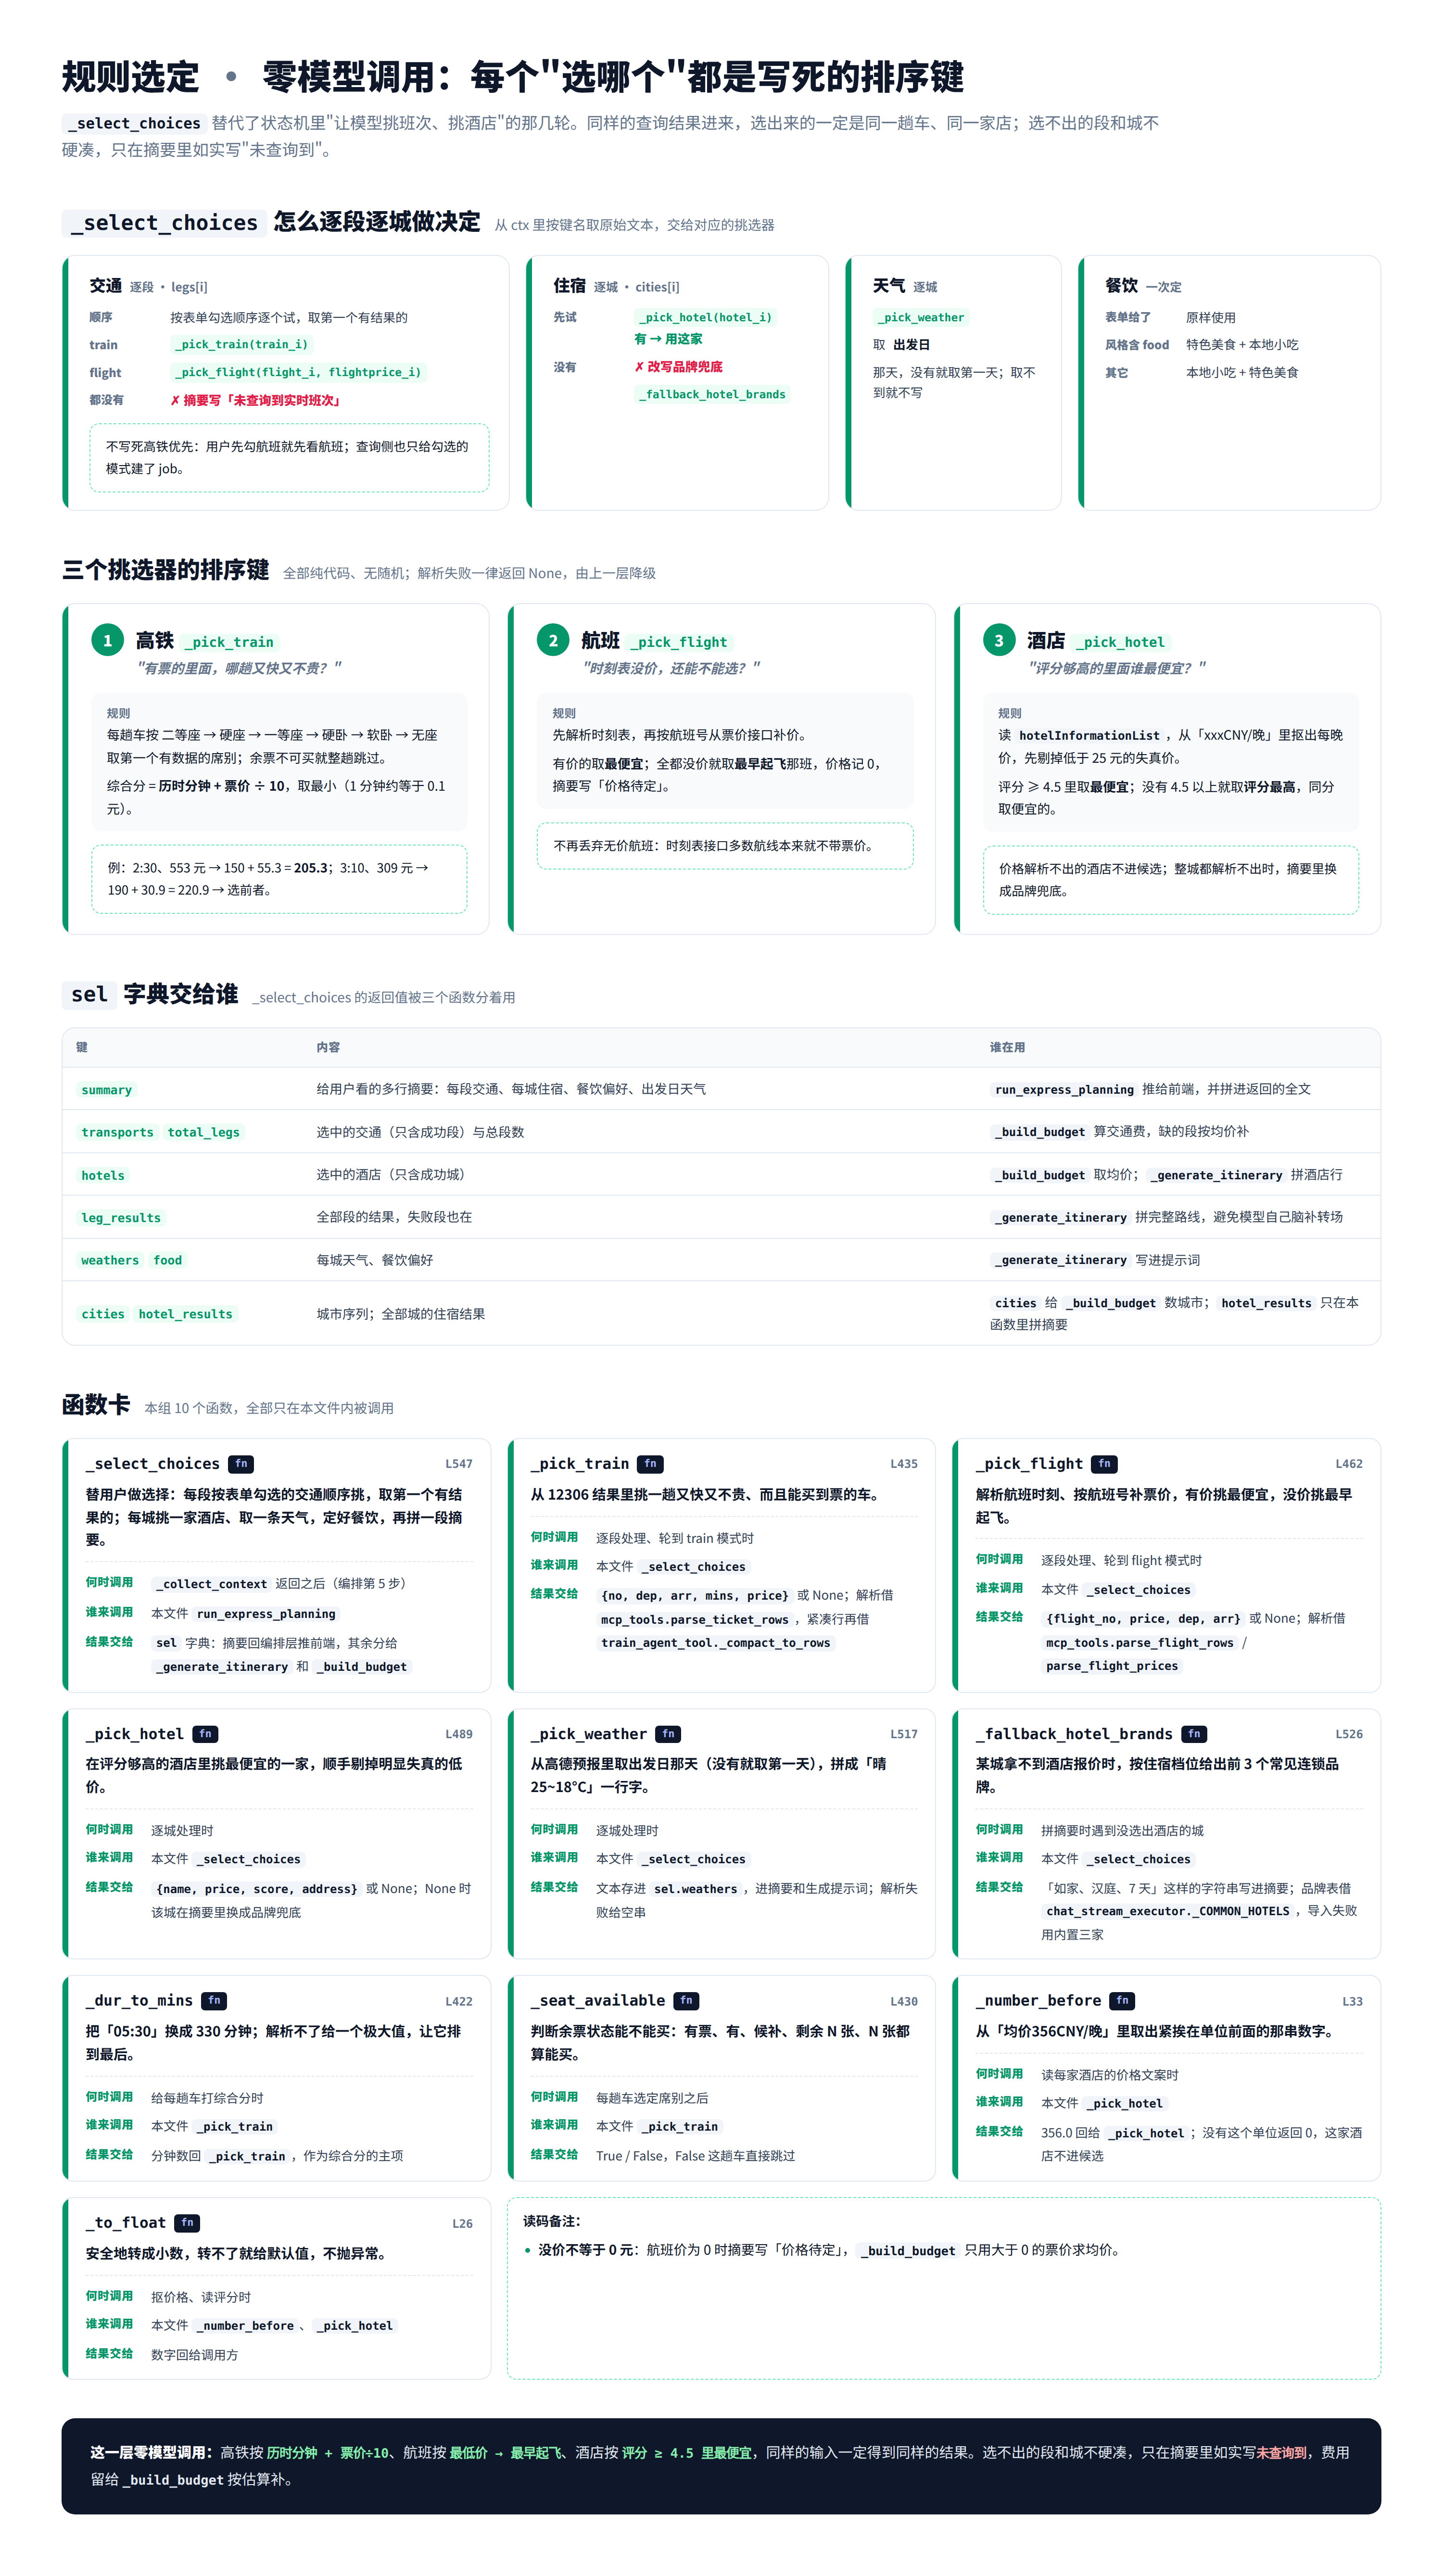 规则选定 • 零模型调用：每个"选哪个"都是写死的排序键
_select_choices 替代了状态机里"让模型挑班次、挑酒店"的那几轮。同样的查询结果进来，选出来的一定是同一趟车、同一家店；选不出的段和城不
硬凑，只在摘要里如实写"未查询到"。
_select_choices 怎么逐段逐城做决定 从 ctx 里按键名取原始文本，交给对应的挑选器
交通 逐段 · legs[i]
顺序 按表单勾选顺序逐个试，取第一个有结果的
train _pick_train(train_i)
flight _pick_flight(flight_i, flightprice_i)
都没有 ✗ 摘要写「未查询到实时班次」
不写死高铁优先：用户先勾航班就先看航班；查询侧也只给勾选的
模式建了 job。
住宿 逐城 · cities[i]
先试 _pick_hotel(hotel_i)
有 → 用这家
没有 ✗ 改写品牌兜底
_fallback_hotel_brands
天气 逐城
_pick_weather
取 出发日
那天，没有就取第一天；取不
到就不写
餐饮 一次定
表单给了 原样使用
风格含 food 特色美食 + 本地小吃
其它 本地小吃 + 特色美食
三个挑选器的排序键 全部纯代码、无随机；解析失败一律返回 None，由上一层降级
1 高铁 _pick_train
"有票的里面，哪趟又快又不贵？"
规则
每趟车按 二等座 → 硬座 → 一等座 → 硬卧 → 软卧 → 无座
取第一个有数据的席别；余票不可买就整趟跳过。
综合分 = 历时分钟 + 票价 ÷ 10，取最小（1 分钟约等于 0.1
元）。
例：2:30、553 元 → 150 + 55.3 = 205.3；3:10、309 元 →
190 + 30.9 = 220.9 → 选前者。
2 航班 _pick_flight
"时刻表没价，还能不能选？"
规则
先解析时刻表，再按航班号从票价接口补价。
有价的取最便宜；全都没价就取最早起飞那班，价格记 0，
摘要写「价格待定」。
不再丢弃无价航班：时刻表接口多数航线本来就不带票价。
3 酒店 _pick_hotel
"评分够高的里面谁最便宜？"
规则
读 hotelInformationList，从「xxxCNY/晚」里抠出每晚
价，先剔掉低于 25 元的失真价。
评分 ≥ 4.5 里取最便宜；没有 4.5 以上就取评分最高，同分
取便宜的。
价格解析不出的酒店不进候选；整城都解析不出时，摘要里换
成品牌兜底。
sel 字典交给谁 _select_choices 的返回值被三个函数分着用
键 内容 谁在用
summary 给用户看的多行摘要：每段交通、每城住宿、餐饮偏好、出发日天气 run_express_planning 推给前端，并拼进返回的全文
transports total_legs 选中的交通（只含成功段）与总段数 _build_budget 算交通费，缺的段按均价补
hotels 选中的酒店（只含成功城） _build_budget 取均价；_generate_itinerary 拼酒店行
leg_results 全部段的结果，失败段也在 _generate_itinerary 拼完整路线，避免模型自己脑补转场
weathers food 每城天气、餐饮偏好 _generate_itinerary 写进提示词
cities hotel_results 城市序列；全部城的住宿结果 cities 给 _build_budget 数城市；hotel_results 只在本
函数里拼摘要
函数卡 本组 10 个函数，全部只在本文件内被调用
_select_choices fn L547
替用户做选择：每段按表单勾选的交通顺序挑，取第一个有结
果的；每城挑一家酒店、取一条天气，定好餐饮，再拼一段摘
要。
何时调用 _collect_context 返回之后（编排第 5 步）
谁来调用 本文件 run_express_planning
结果交给 sel 字典：摘要回编排层推前端，其余分给
_generate_itinerary 和 _build_budget
_pick_train fn L435
从 12306 结果里挑一趟又快又不贵、而且能买到票的车。
何时调用 逐段处理、轮到 train 模式时
谁来调用 本文件 _select_choices
结果交给 {no, dep, arr, mins, price} 或 None；解析借
mcp_tools.parse_ticket_rows，紧凑行再借
train_agent_tool._compact_to_rows
_pick_flight fn L462
解析航班时刻、按航班号补票价，有价挑最便宜，没价挑最早
起飞。
何时调用 逐段处理、轮到 flight 模式时
谁来调用 本文件 _select_choices
结果交给 {flight_no, price, dep, arr} 或 None；解析借
mcp_tools.parse_flight_rows /
parse_flight_prices
_pick_hotel fn L489
在评分够高的酒店里挑最便宜的一家，顺手剔掉明显失真的低
价。
何时调用 逐城处理时
谁来调用 本文件 _select_choices
结果交给 {name, price, score, address} 或 None；None 时
该城在摘要里换成品牌兜底
_pick_weather fn L517
从高德预报里取出发日那天（没有就取第一天），拼成「晴
25~18°C」一行字。
何时调用 逐城处理时
谁来调用 本文件 _select_choices
结果交给 文本存进 sel.weathers，进摘要和生成提示词；解析失
败给空串
_fallback_hotel_brands fn L526
某城拿不到酒店报价时，按住宿档位给出前 3 个常见连锁品
牌。
何时调用 拼摘要时遇到没选出酒店的城
谁来调用 本文件 _select_choices
结果交给 「如家、汉庭、7 天」这样的字符串写进摘要；品牌表借
chat_stream_executor._COMMON_HOTELS，导入失败
用内置三家
_dur_to_mins fn L422
把「05:30」换成 330 分钟；解析不了给一个极大值，让它排
到最后。
何时调用 给每趟车打综合分时
谁来调用 本文件 _pick_train
结果交给 分钟数回 _pick_train，作为综合分的主项
_seat_available fn L430
判断余票状态能不能买：有票、有、候补、剩余 N 张、N 张都
算能买。
何时调用 每趟车选定席别之后
谁来调用 本文件 _pick_train
结果交给 True / False，False 这趟车直接跳过
_number_before fn L33
从「均价356CNY/晚」里取出紧挨在单位前面的那串数字。
何时调用 读每家酒店的价格文案时
谁来调用 本文件 _pick_hotel
结果交给 356.0 回给 _pick_hotel；没有这个单位返回 0，这家酒
店不进候选
_to_float fn L26
安全地转成小数，转不了就给默认值，不抛异常。
何时调用 抠价格、读评分时
谁来调用 本文件 _number_before、_pick_hotel
结果交给 数字回给调用方
读码备注：
• 没价不等于 0 元：航班价为 0 时摘要写「价格待定」，_build_budget 只用大于 0 的票价求均价。
这一层零模型调用：高铁按 历时分钟 + 票价÷10、航班按 最低价 → 最早起飞、酒店按 评分 ≥ 4.5 里最便宜，同样的输入一定得到同样的结果。选不出的段和城不硬凑，只在摘要里如实写未查询到，费用
留给 _build_budget 按估算补。